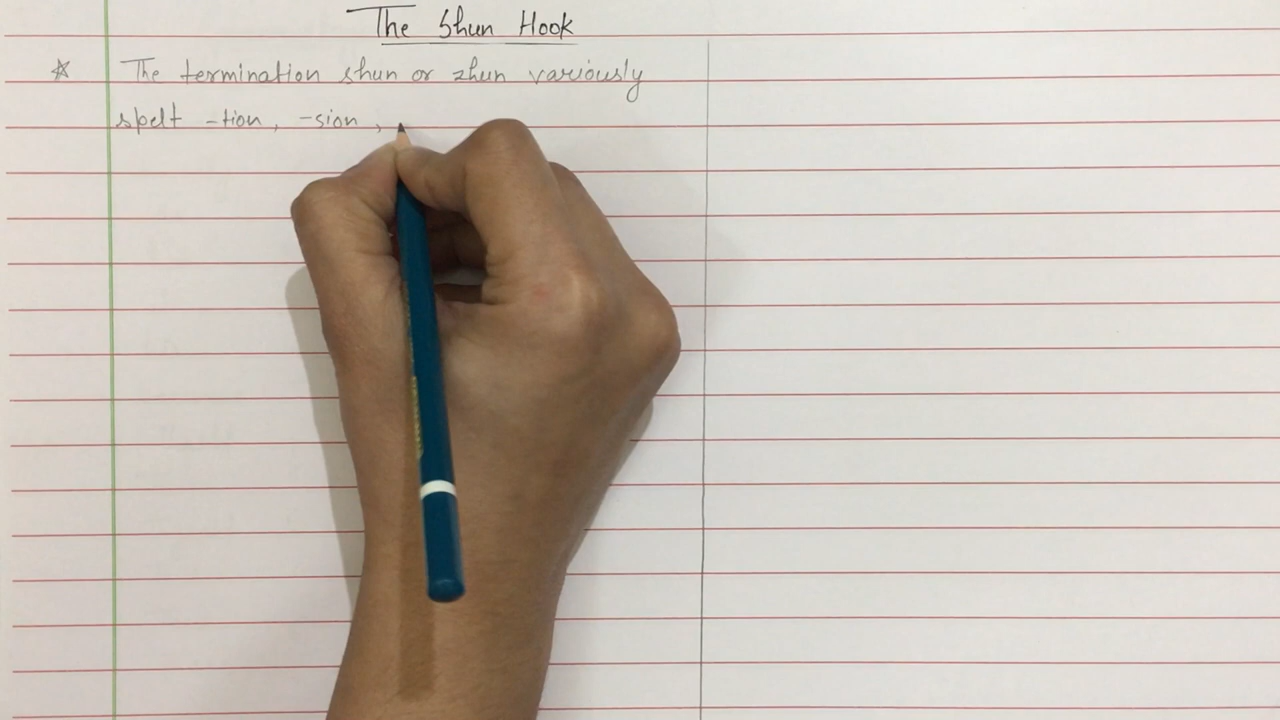 The Shun Hook
☆ The termination shun or zhun variously
spelt -tion, -sion,